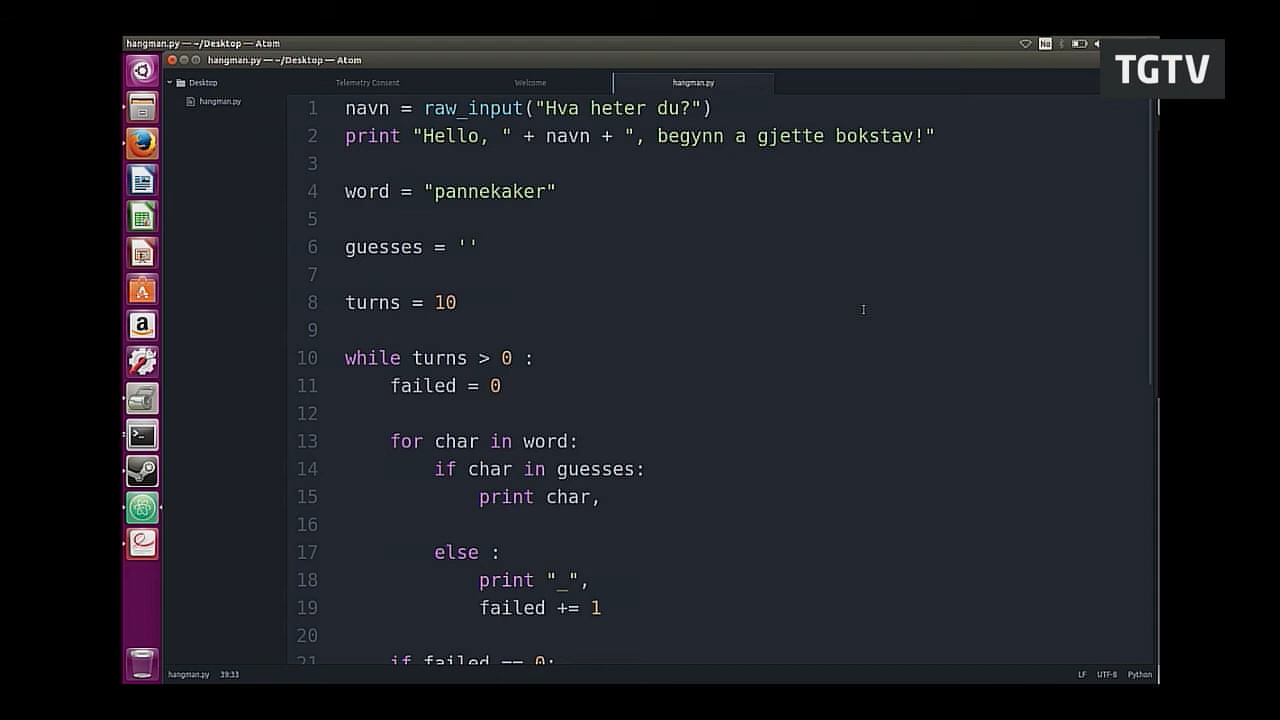 hangman.py — ~/Desktop — Atom
hangman.py — ~/Desktop — Atom
TGTV
Desktop
hangman.py
Telemetry Consent
Welcome
hangman.py
1 navn = raw_input("Hva heter du?")
2 print "Hello, " + navn + ", begynn a gjette bokstav!"
3
4 word = "pannekaker"
5
6 guesses = ''
7
8 turns = 10
9
10 while turns > 0 :
11 failed = 0
12
13 for char in word:
14 if char in guesses:
15 print char,
16
17 else :
18 print "_",
19 failed += 1
20
21 if failed == 0:
hangman.py 39:33
LF UTF-8 Python